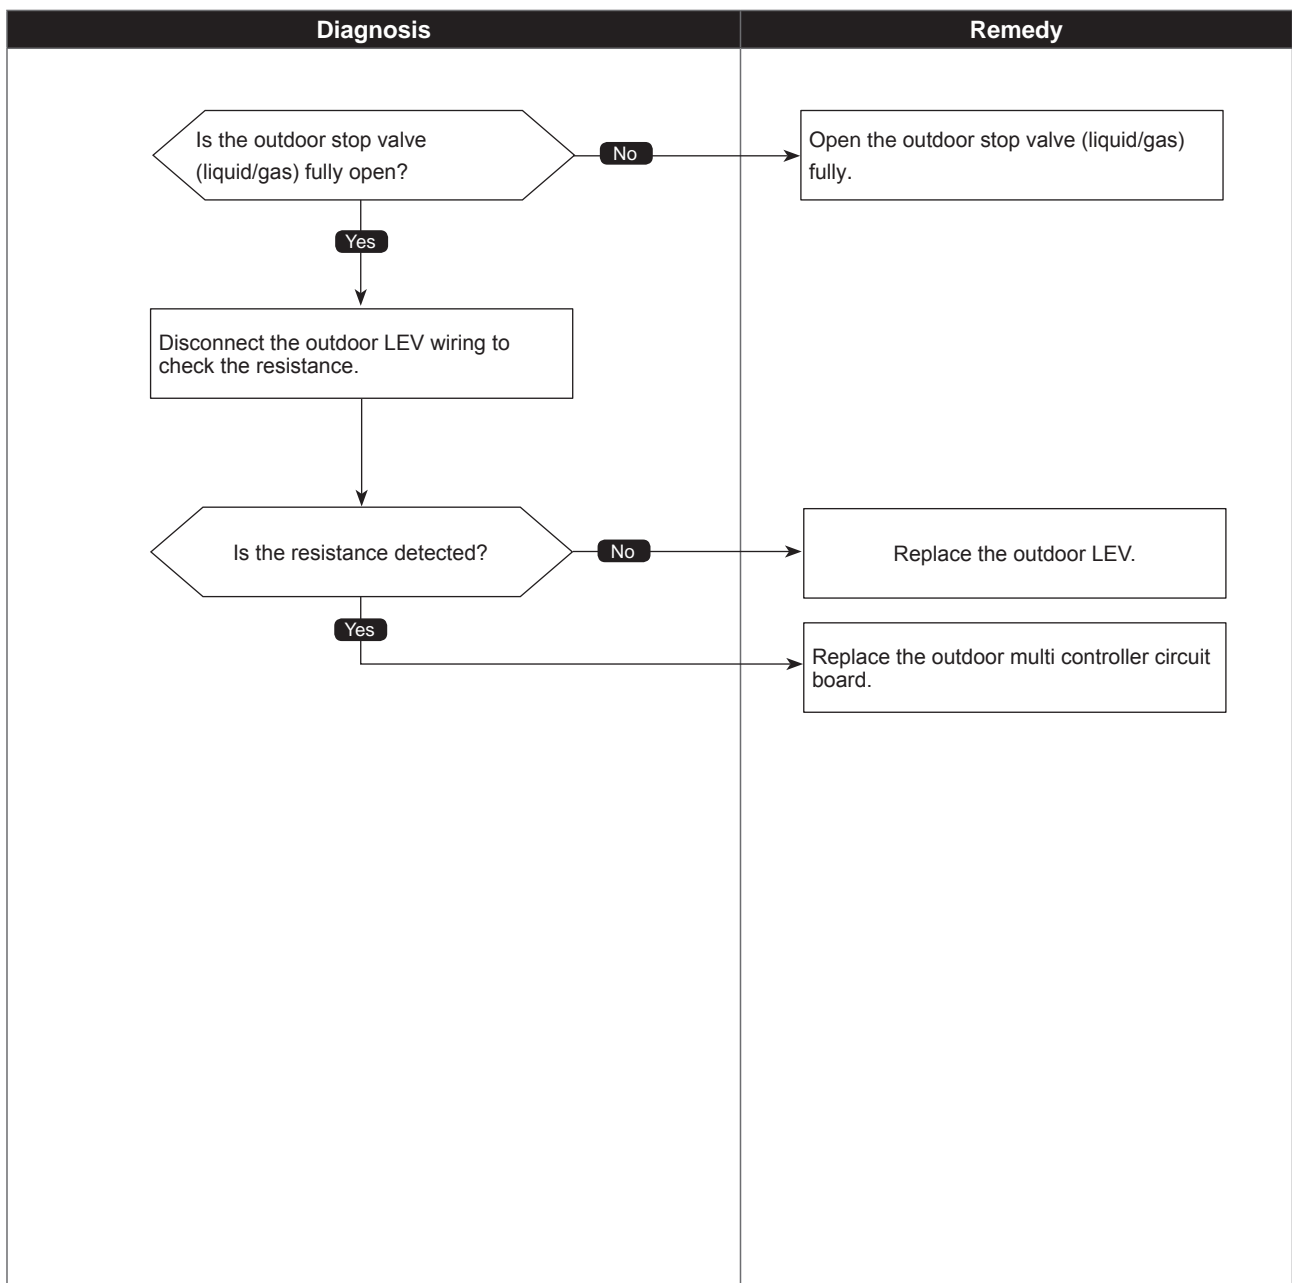 Diagnosis
Remedy
Is the outdoor stop valve
(liquid/gas) fully open?
No
Open the outdoor stop valve (liquid/gas)
fully.
Yes
Disconnect the outdoor LEV wiring to
check the resistance.
Is the resistance detected?
No
Replace the outdoor LEV.
Yes
Replace the outdoor multi controller circuit
board.